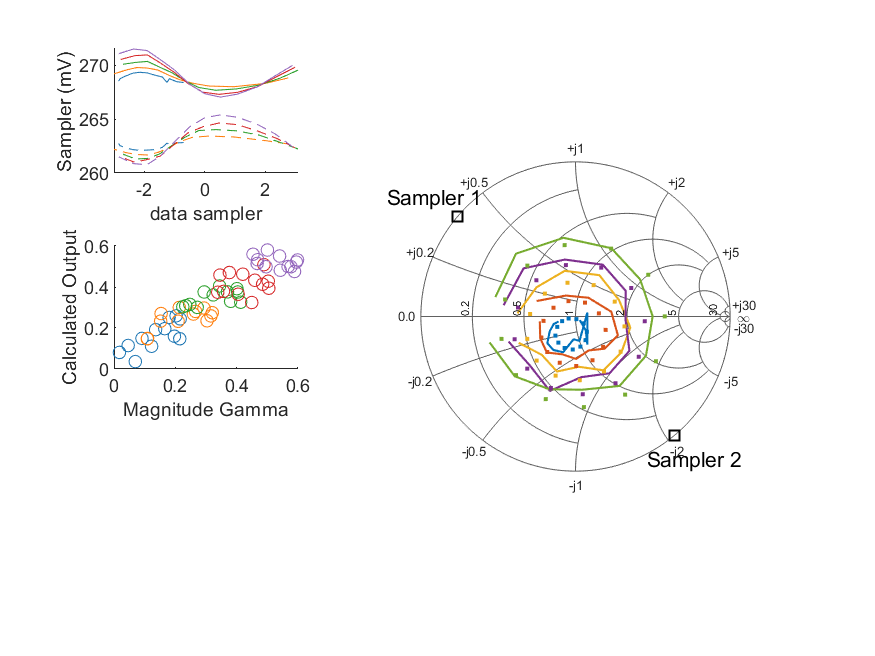 270
265
260
Sampler (mV)
-2
0
2
data sampler
0.6
0.4
0.2
0
Calculated Output
0
0.2
0.4
0.6
Magnitude Gamma
+j1
+j0.5
+j2
Sampler 1
+j0.2
+j5
0.0
0.2
0.5
1
2
5
30
+j30
∞
-j30
-j0.2
-j5
-j0.5
-j2
Sampler 2
-j1